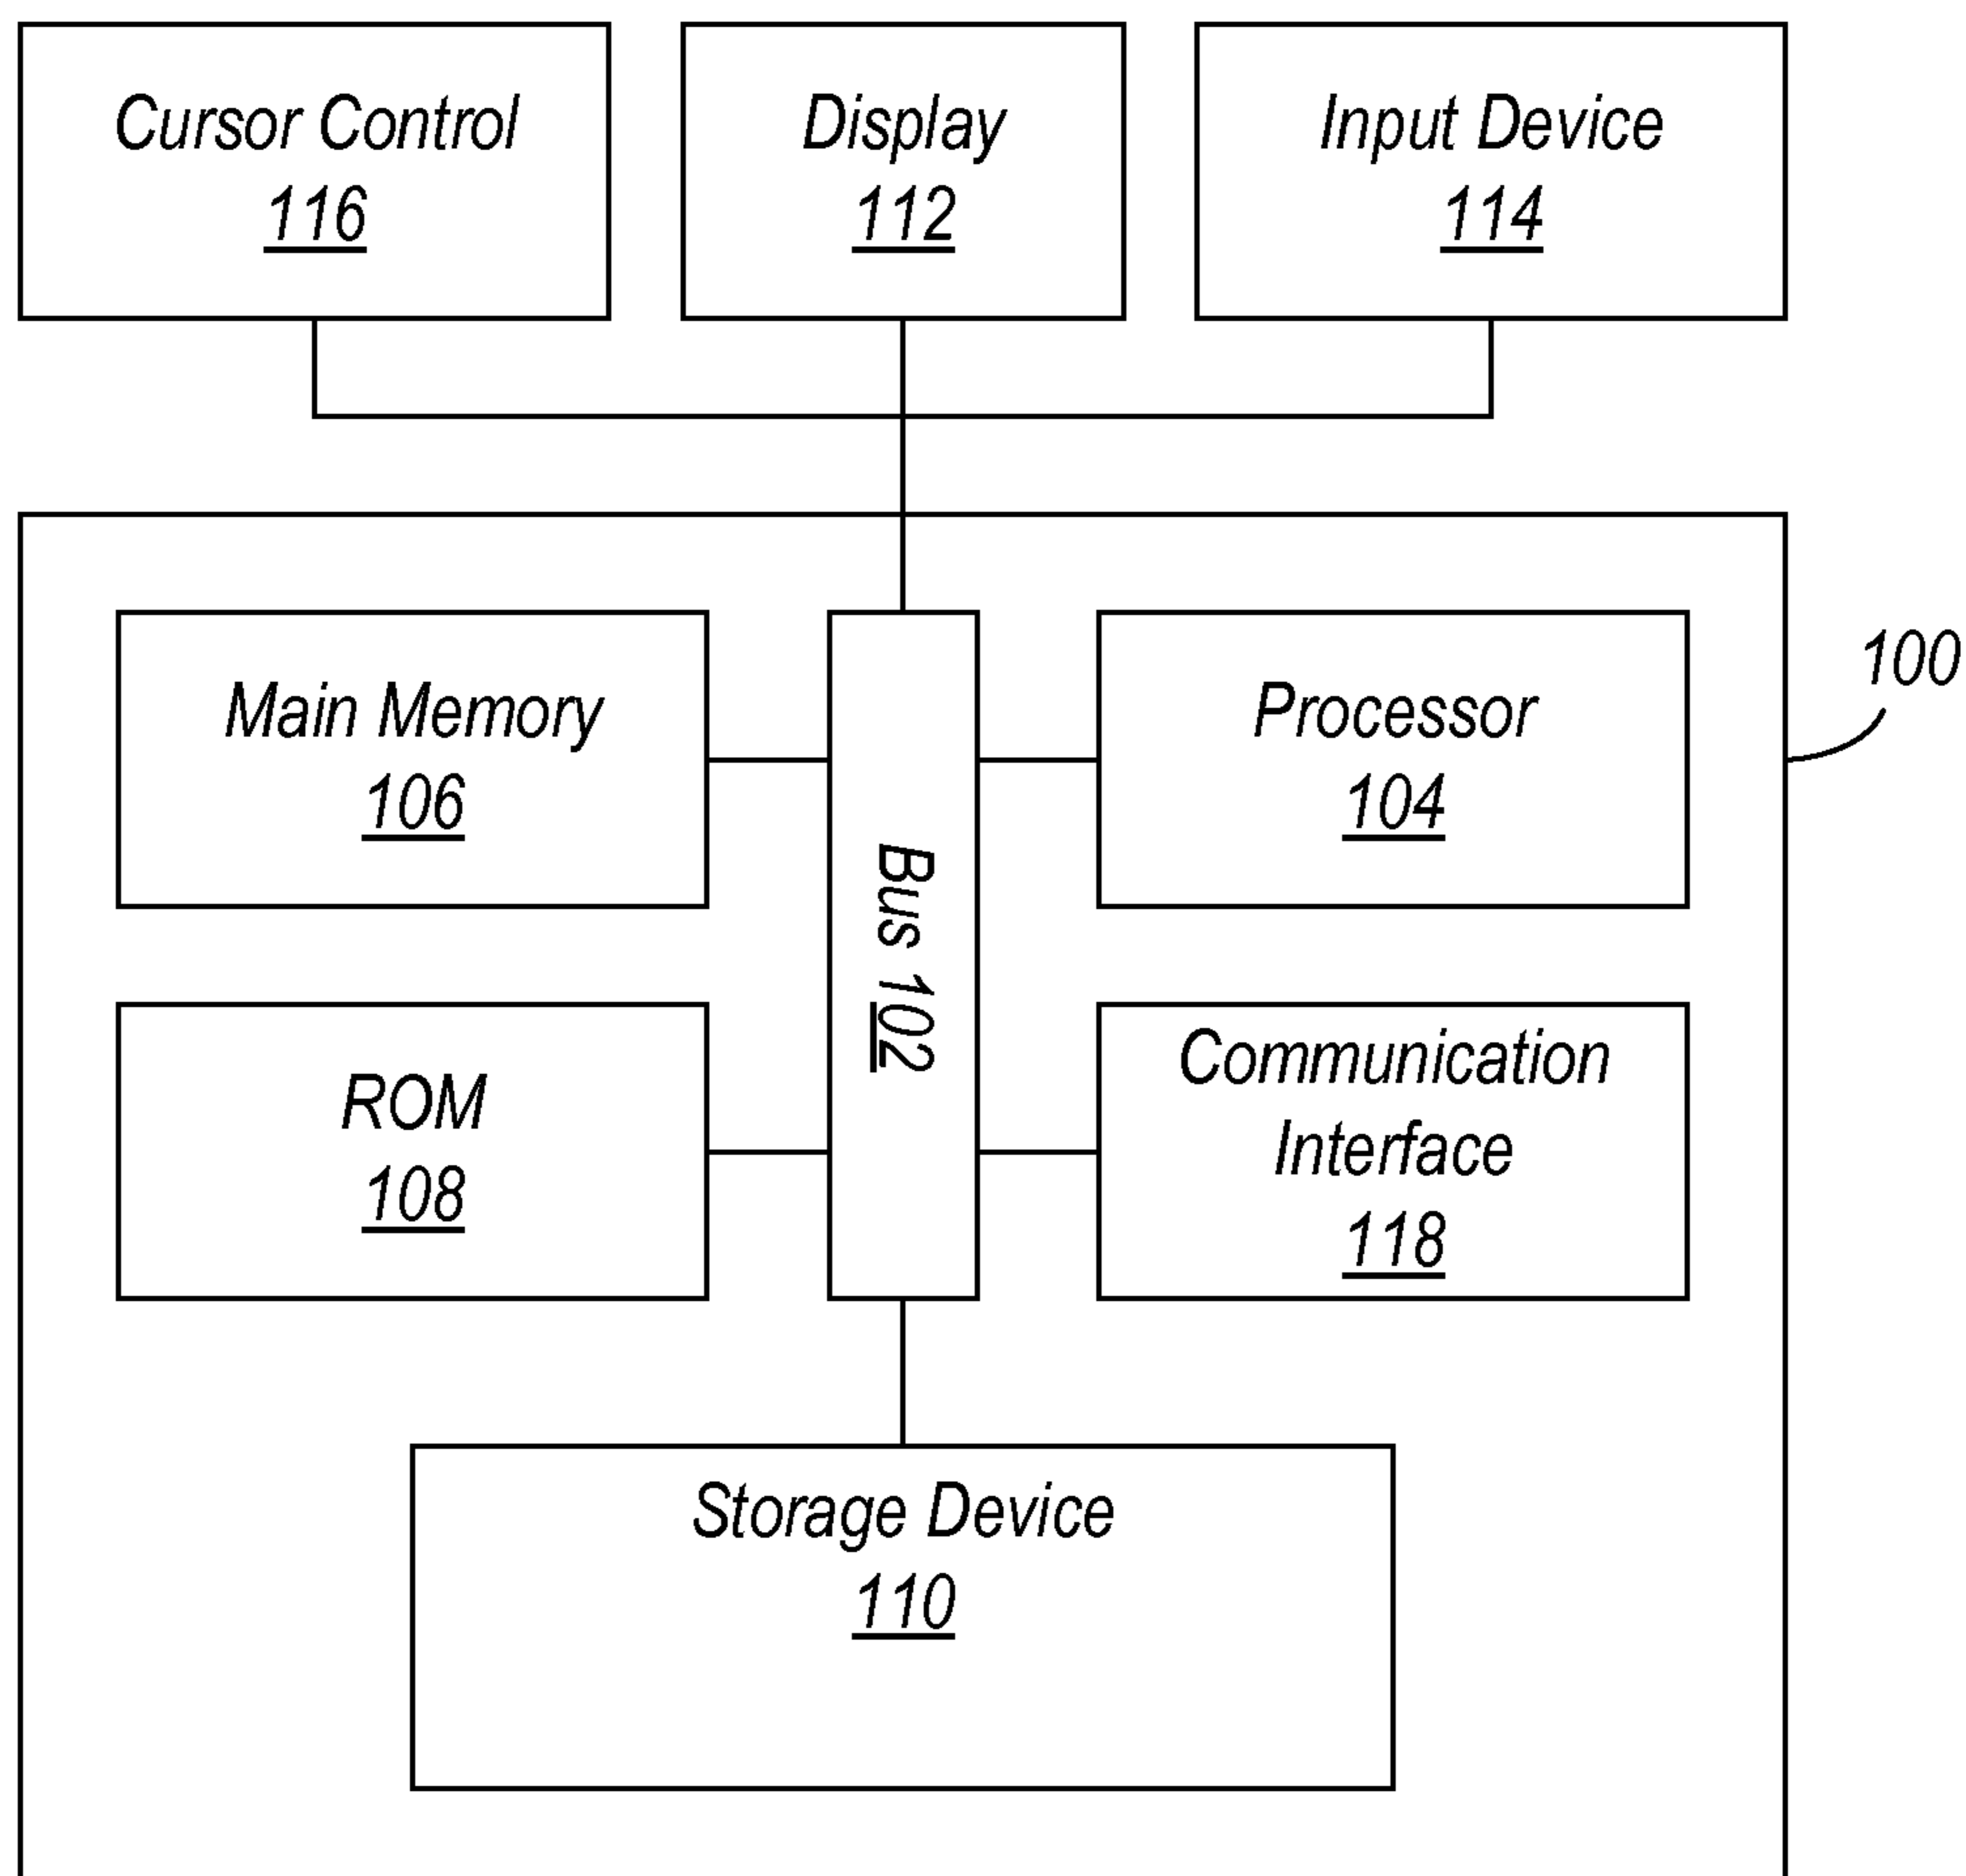 Cursor Control
116
Display
112
Input Device
114
Main Memory
106
Processor
104
100
Bus 102
ROM
108
Communication
Interface
118
Storage Device
110